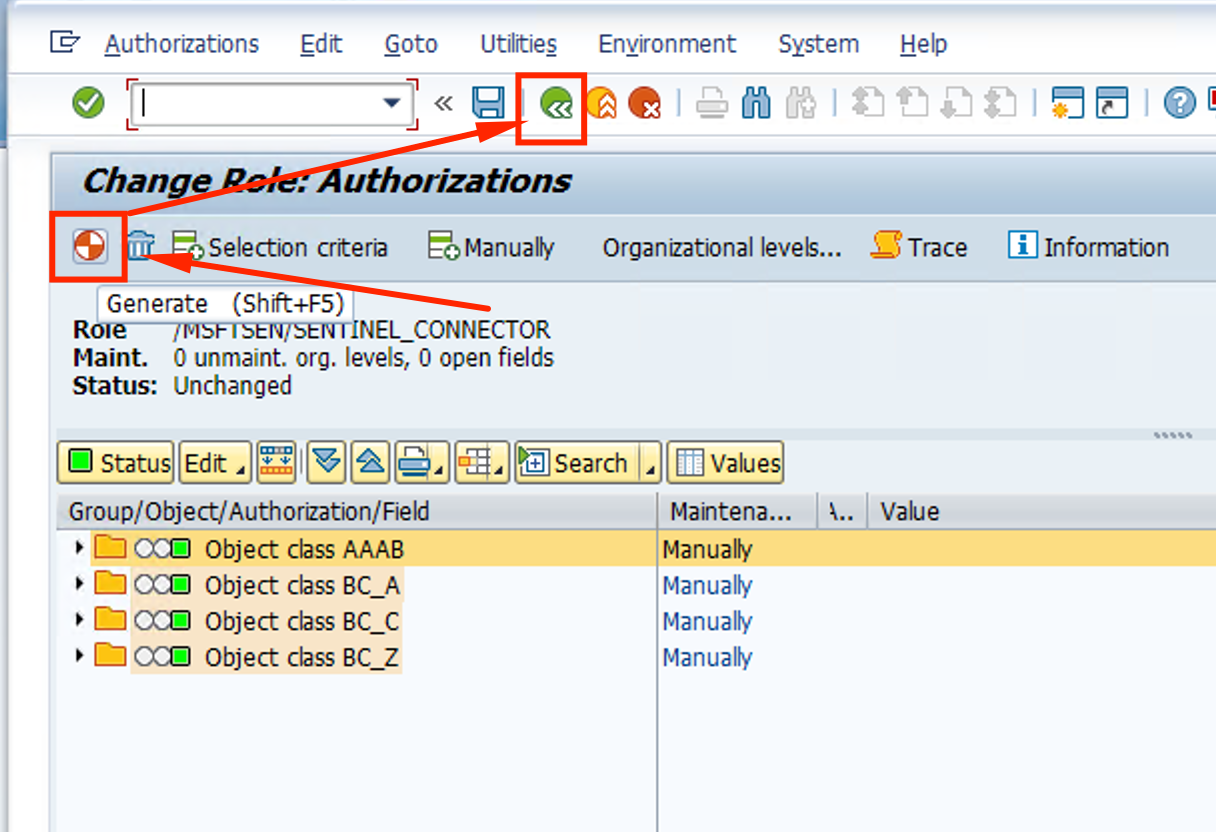 Authorizations Edit Goto Utilities Environment System Help
Change Role: Authorizations
Selection criteria Manually Organizational levels... Trace Information
Generate (Shift+F5)
Role /MSFTSEN/SENTINEL_CONNECTOR
Maint. 0 unmaint. org. levels, 0 open fields
Status: Unchanged
Status Edit Search Values
Group/Object/Authorization/Field Maintena... Value
Object class AAAB Manually
Object class BC_A Manually
Object class BC_C Manually
Object class BC_Z Manually